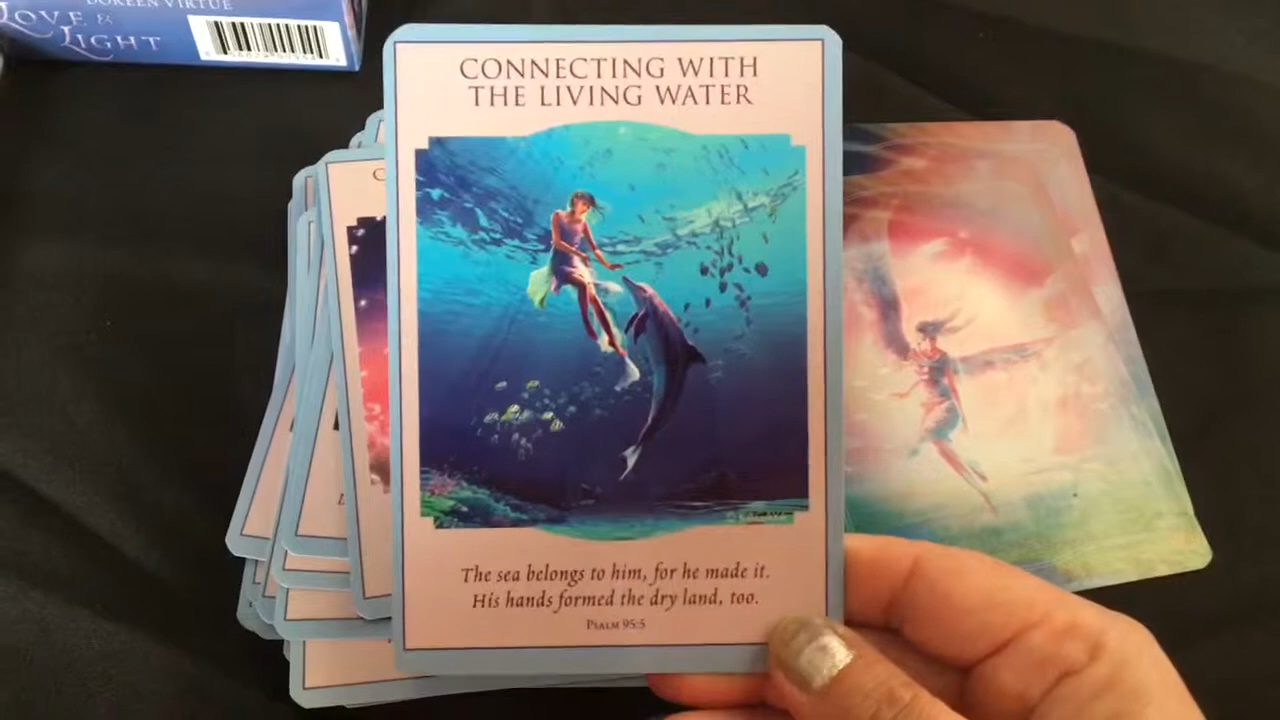 DOREEN VIRTUE
LOVE &
LIGHT
CONNECTING WITH
THE LIVING WATER
The sea belongs to him, for he made it.
His hands formed the dry land, too.
PSALM 95:5